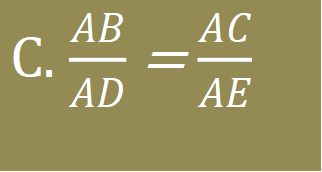 C. AB/AD = AC/AE